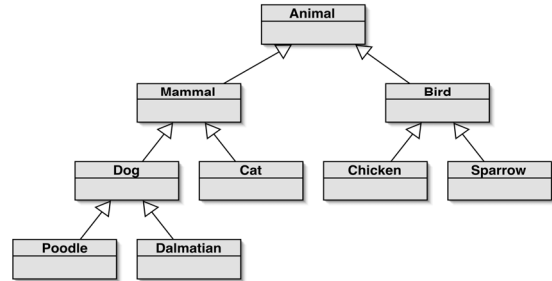 Animal
Mammal
Bird
Dog
Cat
Chicken
Sparrow
Poodle
Dalmatian